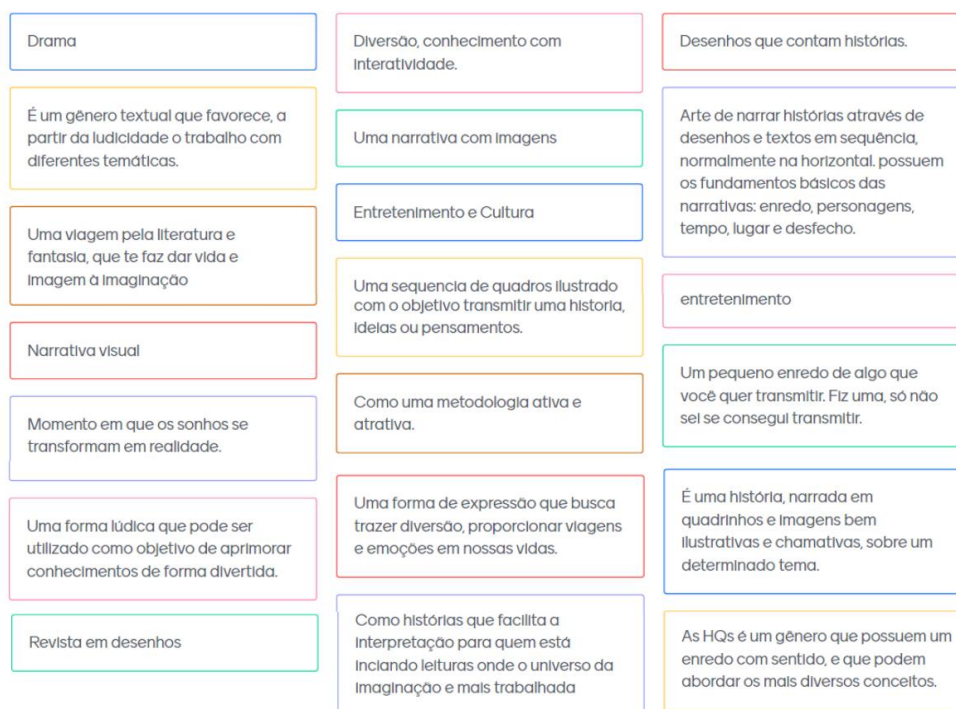 Drama
É um gênero textual que favorece, a
partir da ludicidade o trabalho com
diferentes temáticas.
Uma viagem pela literatura e
fantasia, que te faz dar vida e
imagem à imaginação
Narrativa visual
Momento em que os sonhos se
transformam em realidade.
Uma forma lúdica que pode ser
utilizado como objetivo de aprimorar
conhecimentos de forma divertida.
Revista em desenhos
Diversão, conhecimento com
interatividade.
Uma narrativa com imagens
Entretenimento e Cultura
Uma sequencia de quadros ilustrado
com o objetivo transmitir uma historia,
ideias ou pensamentos.
Como uma metodologia ativa e
atrativa.
Uma forma de expressão que busca
trazer diversão, proporcionar viagens
e emoções em nossas vidas.
Como histórias que facilita a
interpretação para quem está
inciando leituras onde o universo da
imaginação e mais trabalhada
Desenhos que contam histórias.
Arte de narrar histórias através de
desenhos e textos em sequência,
normalmente na horizontal. possuem
os fundamentos básicos das
narrativas: enredo, personagens,
tempo, lugar e desfecho.
entretenimento
Um pequeno enredo de algo que
você quer transmitir. Fiz uma, só não
sei se consegui transmitir.
É uma história, narrada em
quadrinhos e imagens bem
ilustrativas e chamativas, sobre um
determinado tema.
As HQs é um gênero que possuem um
enredo com sentido, e que podem
abordar os mais diversos conceitos.